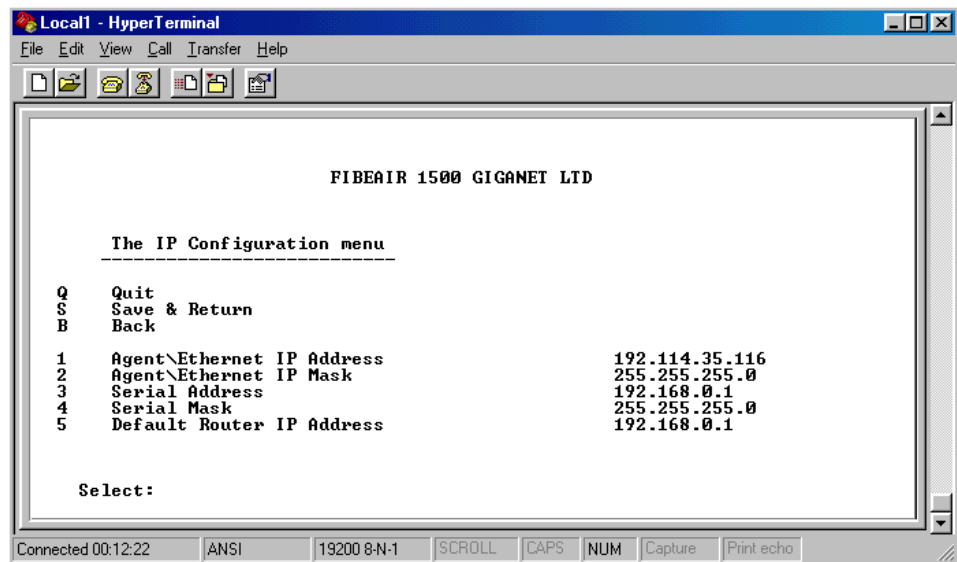 Local1 - HyperTerminal
File Edit View Call Transfer Help
FIBEAIR 1500 GIGANET LTD
The IP Configuration menu
---------------------------
Q Quit
S Save & Return
B Back
1 Agent\Ethernet IP Address 192.114.35.116
2 Agent\Ethernet IP Mask 255.255.255.0
3 Serial Address 192.168.0.1
4 Serial Mask 255.255.255.0
5 Default Router IP Address 192.168.0.1
Select:
Connected 00:12:22 ANSI 19200 8-N-1 SCROLL CAPS NUM Capture Print echo